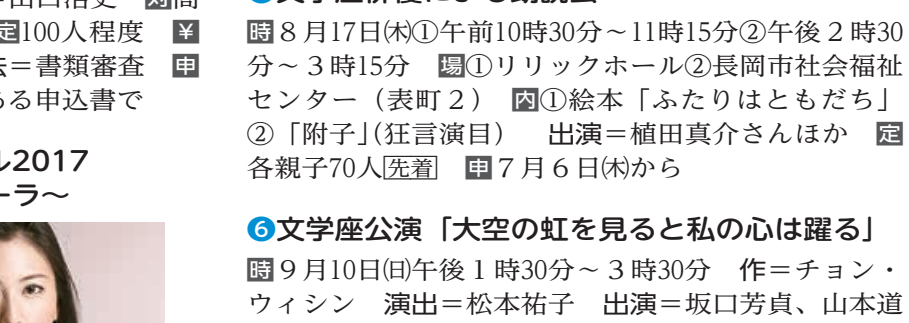 定100人程度 ¥
法＝書類審査 申
ある申込書で
ル2017
ーラ～
時８月17日㈭①午前10時30分～11時15分②午後２時30
分～３時15分 場①リリックホール②長岡市社会福祉
センター（表町２） 内①絵本「ふたりはともだち」
②「附子」（狂言演目） 出演＝植田真介さんほか 定
各親子70人先着 申７月６日㈭から
❻文学座公演「大空の虹を見ると私の心は躍る」
時９月10日㈰午後１時30分～３時30分 作＝チョン・
ウィシン 演出＝松本祐子 出演＝坂口芳貞、山本道